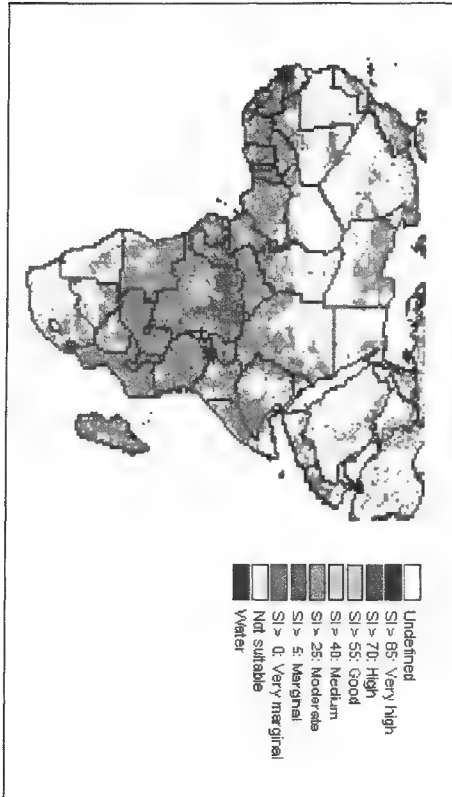 Undefined
SI > 85: Very high
SI > 70: High
SI > 55: Good
SI > 40: Medium
SI > 25: Moderate
SI > 5: Marginal
SI > 0: Very marginal
Not suitable
Water